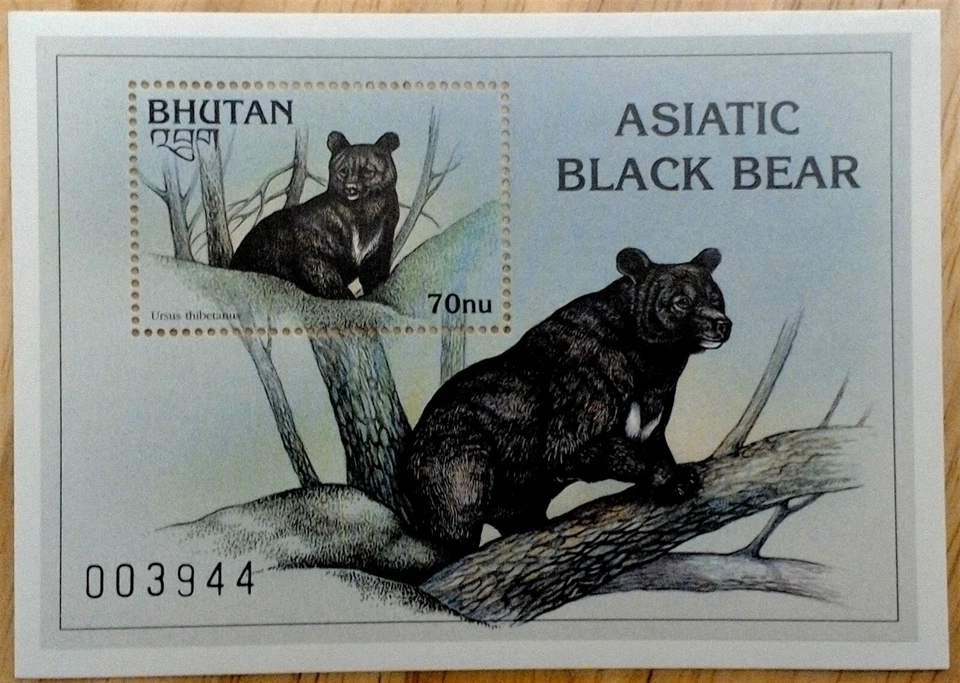 BHUTAN
འབྲུག
70nu
Ursus thibetanus
ASIATIC
BLACK BEAR
003944